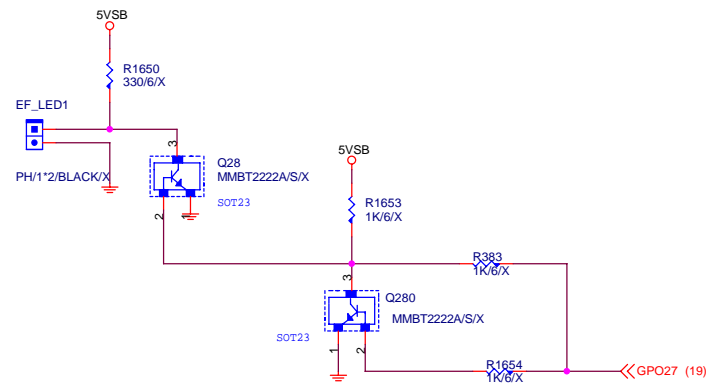 5VSB
R1650
330/6/X
EF_LED1
3
Q28
MMBT2222A/S/X
PH/1*2/BLACK/X
SOT23
2
1
5VSB
R1653
1K/6/X
R383
1K/6/X
3
Q280
MMBT2222A/S/X
SOT23
1
2
R1654
1K/6/X
GPO27 (19)